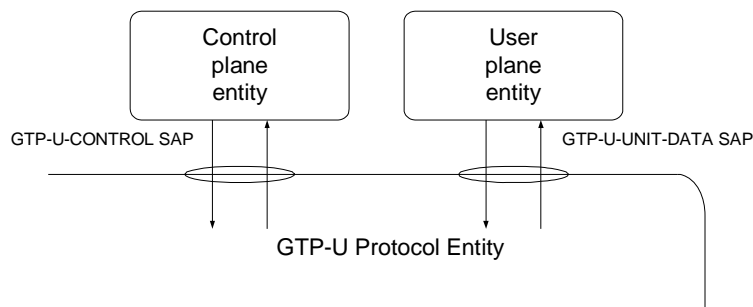 Control
plane
entity
User
plane
entity
GTP-U-CONTROL SAP
GTP-U-UNIT-DATA SAP
GTP-U Protocol Entity